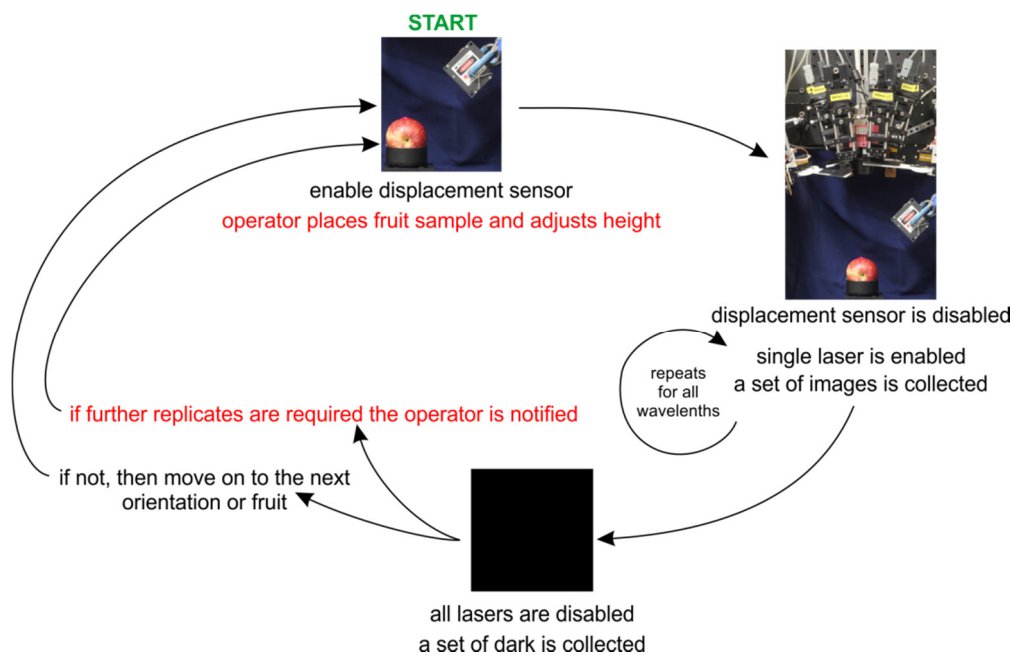 START
enable displacement sensor
operator places fruit sample and adjusts height
displacement sensor is disabled
single laser is enabled
a set of images is collected
repeats
for all
wavelenths
if further replicates are required the operator is notified
if not, then move on to the next
orientation or fruit
all lasers are disabled
a set of dark is collected